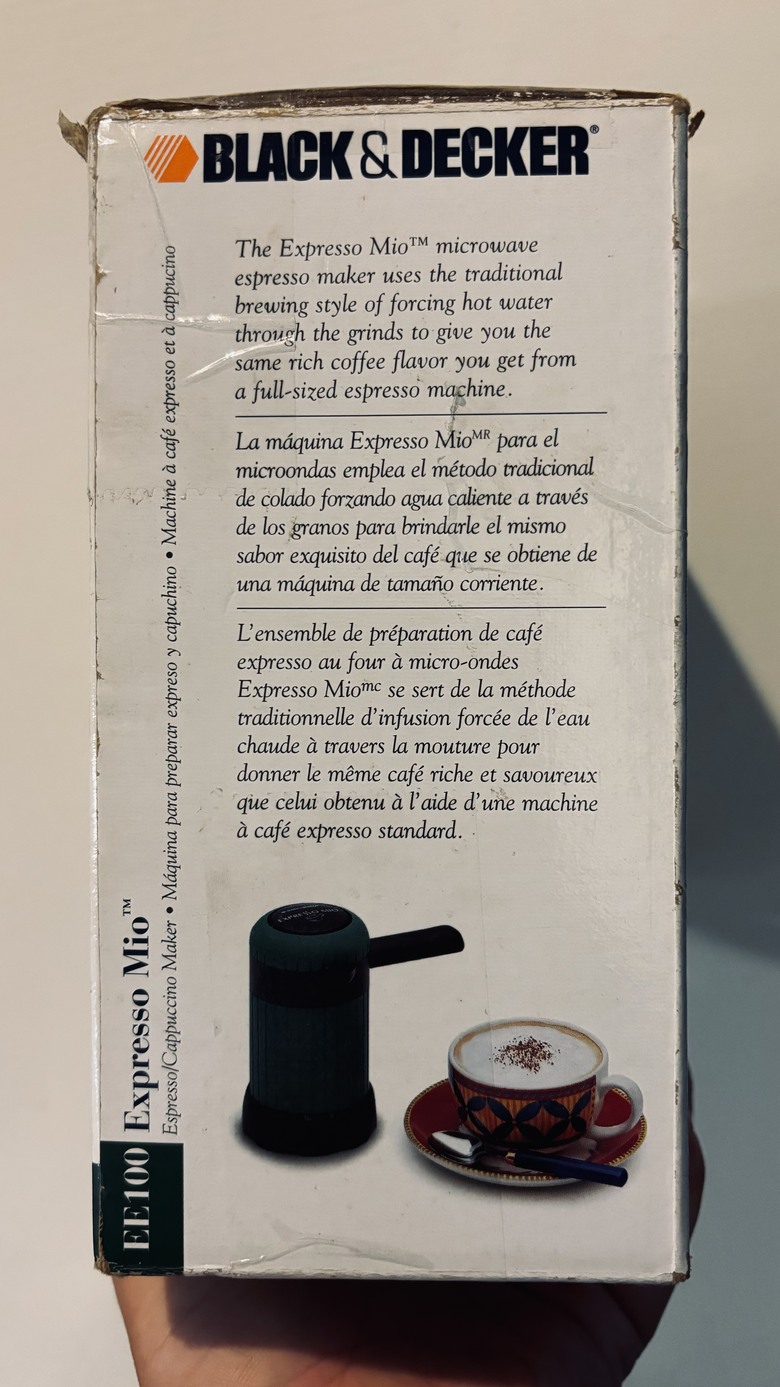 BLACK & DECKER®
The Expresso Mio™ microwave
espresso maker uses the traditional
brewing style of forcing hot water
through the grinds to give you the
same rich coffee flavor you get from
a full-sized espresso machine.
La máquina Expresso Mioᴹᴿ para el
microondas emplea el método tradicional
de colado forzando agua caliente a través
de los granos para brindarle el mismo
sabor exquisito del café que se obtiene de
una máquina de tamaño corriente.
L'ensemble de préparation de café
expresso au four à micro-ondes
Expresso Mioᵐᶜ se sert de la méthode
traditionnelle d'infusion forcée de l'eau
chaude à travers la mouture pour
donner le même café riche et savoureux
que celui obtenu à l'aide d'une machine
à café expresso standard.
EXPRESSO MIO
EE100 Expresso Mio™
Espresso/Cappuccino Maker • Máquina para preparar expreso y capuchino • Machine à café expresso et à cappucino